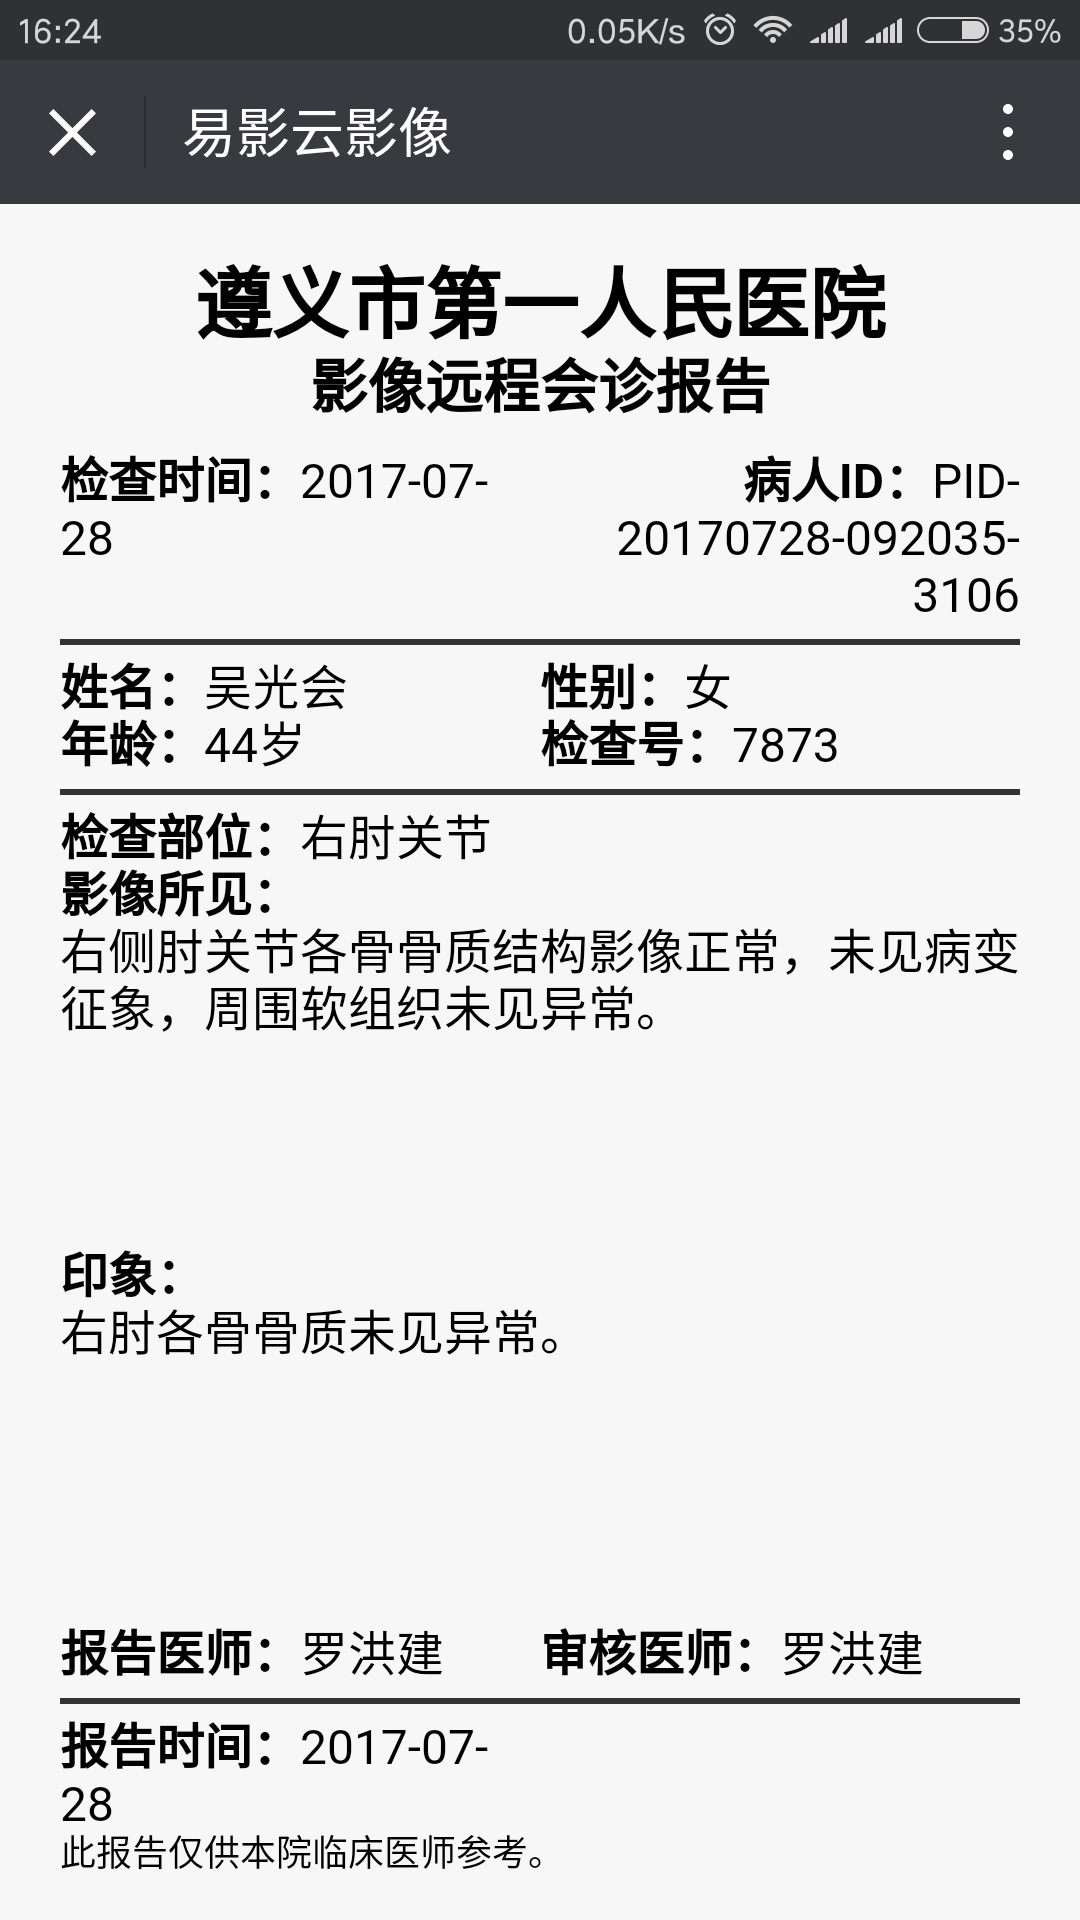 16:24
0.05K/s
35%
易影云影像
遵义市第一人民医院
影像远程会诊报告
检查时间：2017-07-
28
病人ID：PID-
20170728-092035-
3106
姓名：吴光会
性别：女
年龄：44岁
检查号：7873
检查部位：右肘关节
影像所见：
右侧肘关节各骨骨质结构影像正常，未见病变
征象，周围软组织未见异常。
印象：
右肘各骨骨质未见异常。
报告医师：罗洪建
审核医师：罗洪建
报告时间：2017-07-
28
此报告仅供本院临床医师参考。